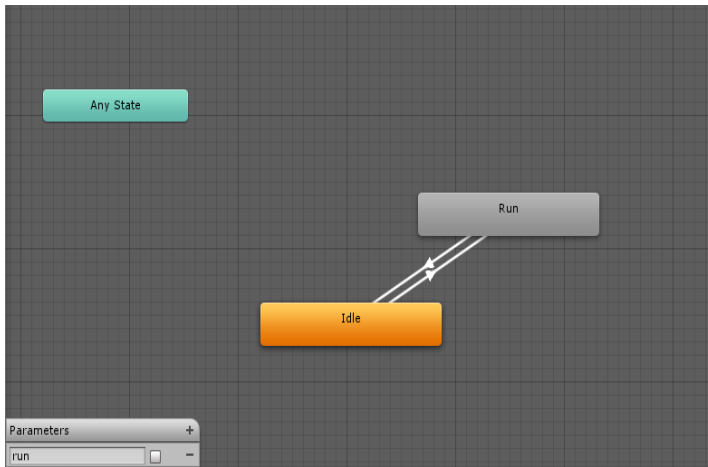 Any State
Run
Idle
Parameters +
run -